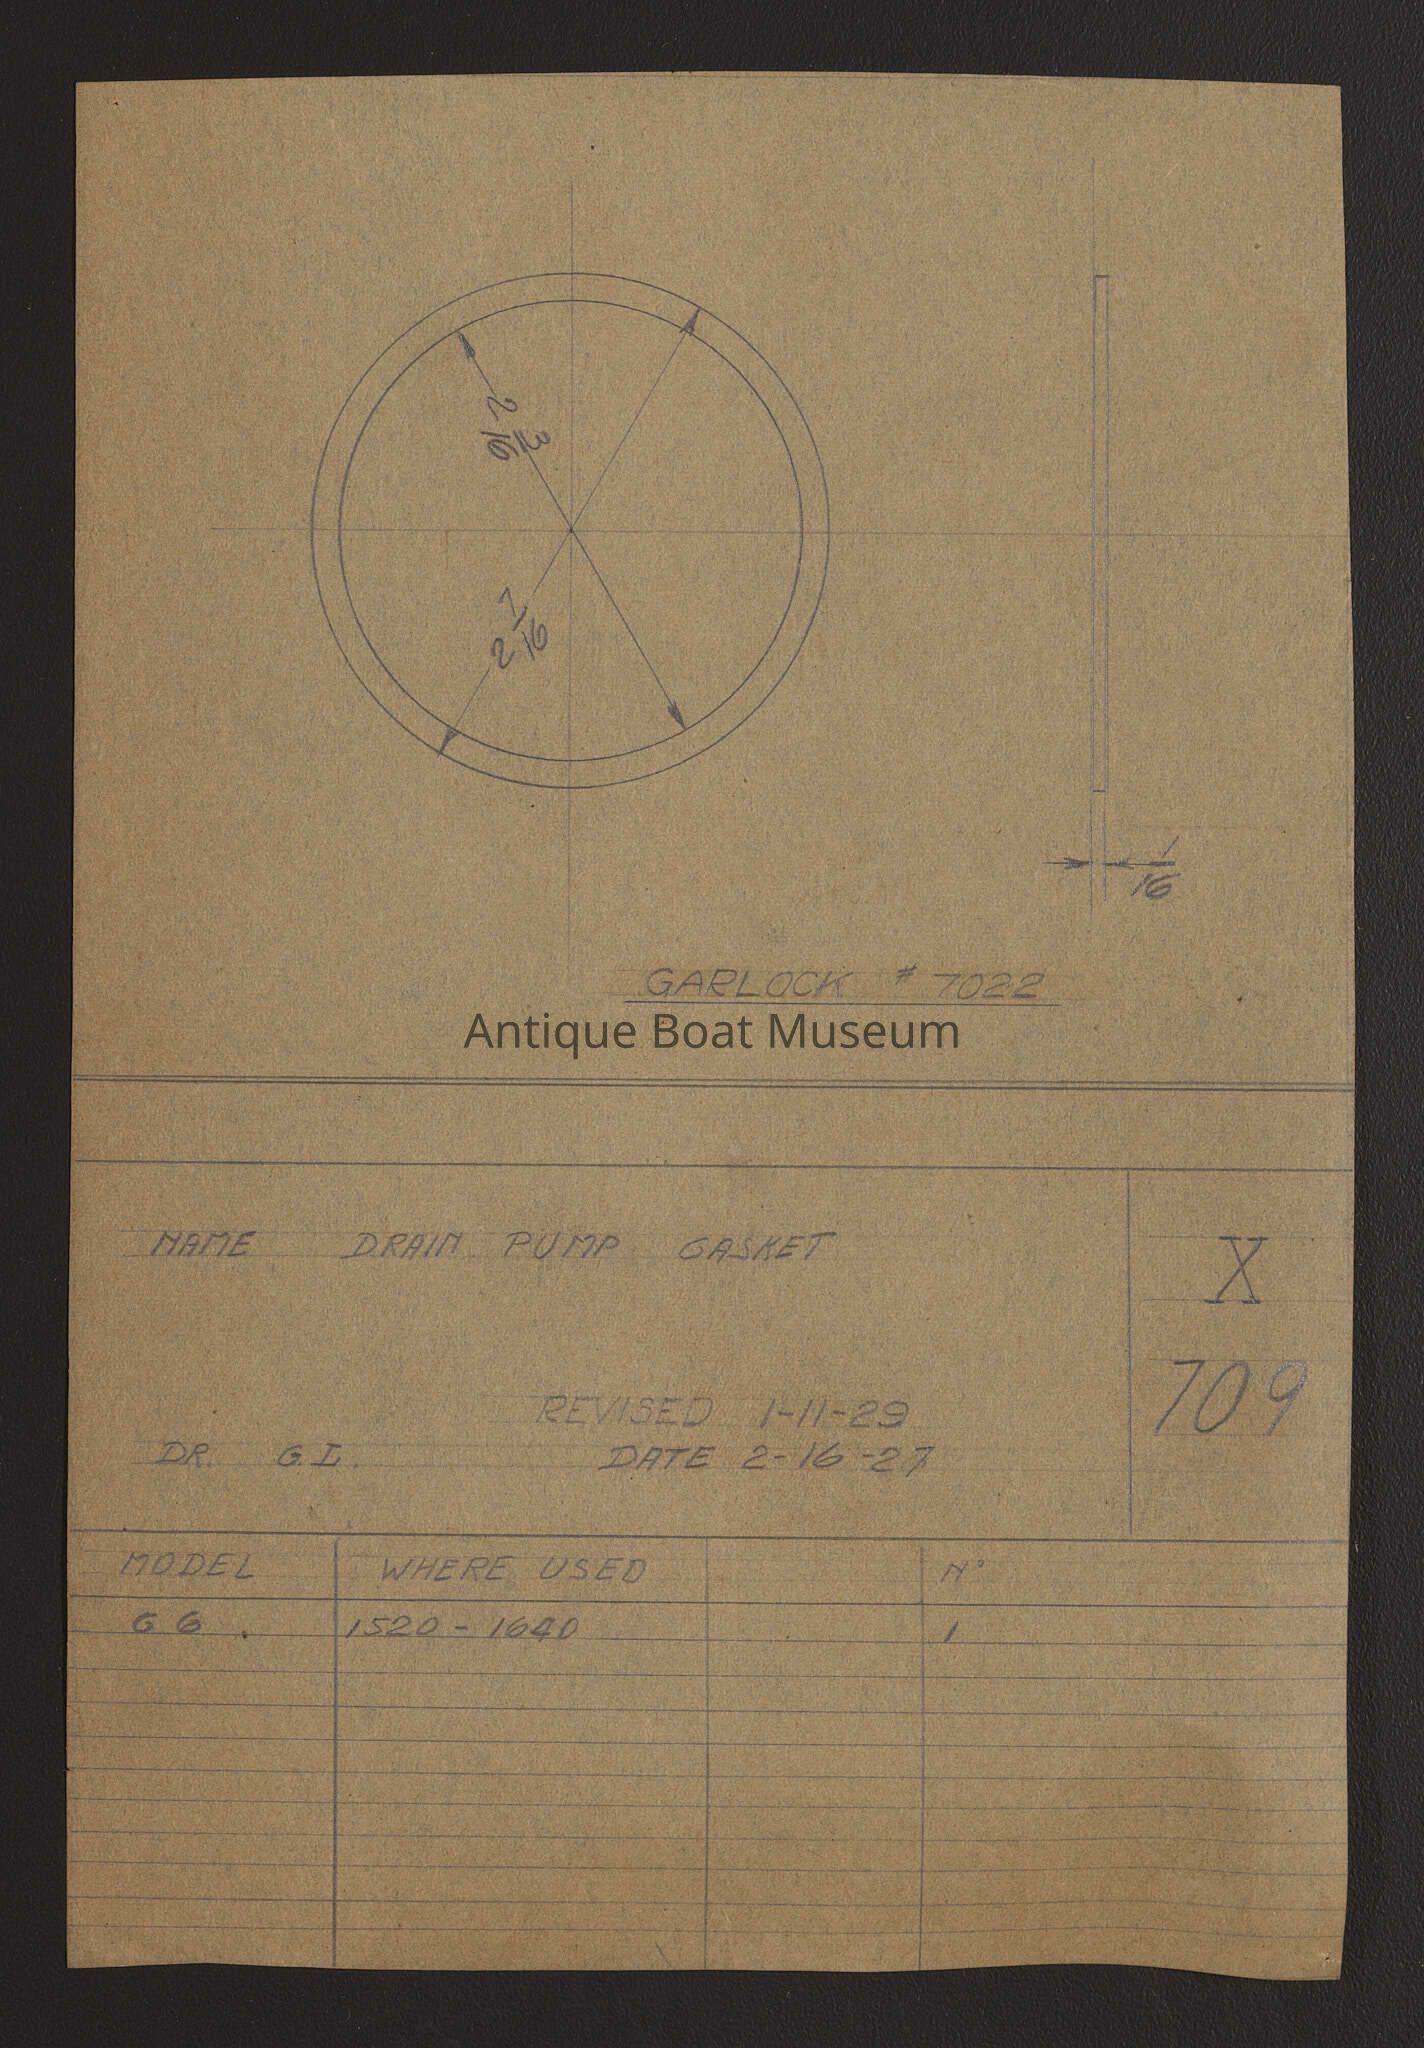 2 3/16
2 7/16
1/16
GARLOCK # 7022
Antique Boat Museum
NAME DRAIN PUMP GASKET
X
709
REVISED 1-11-29
DR. G.L. DATE 2-16-27
MODEL WHERE USED N°
G 6 1520 - 1640 1